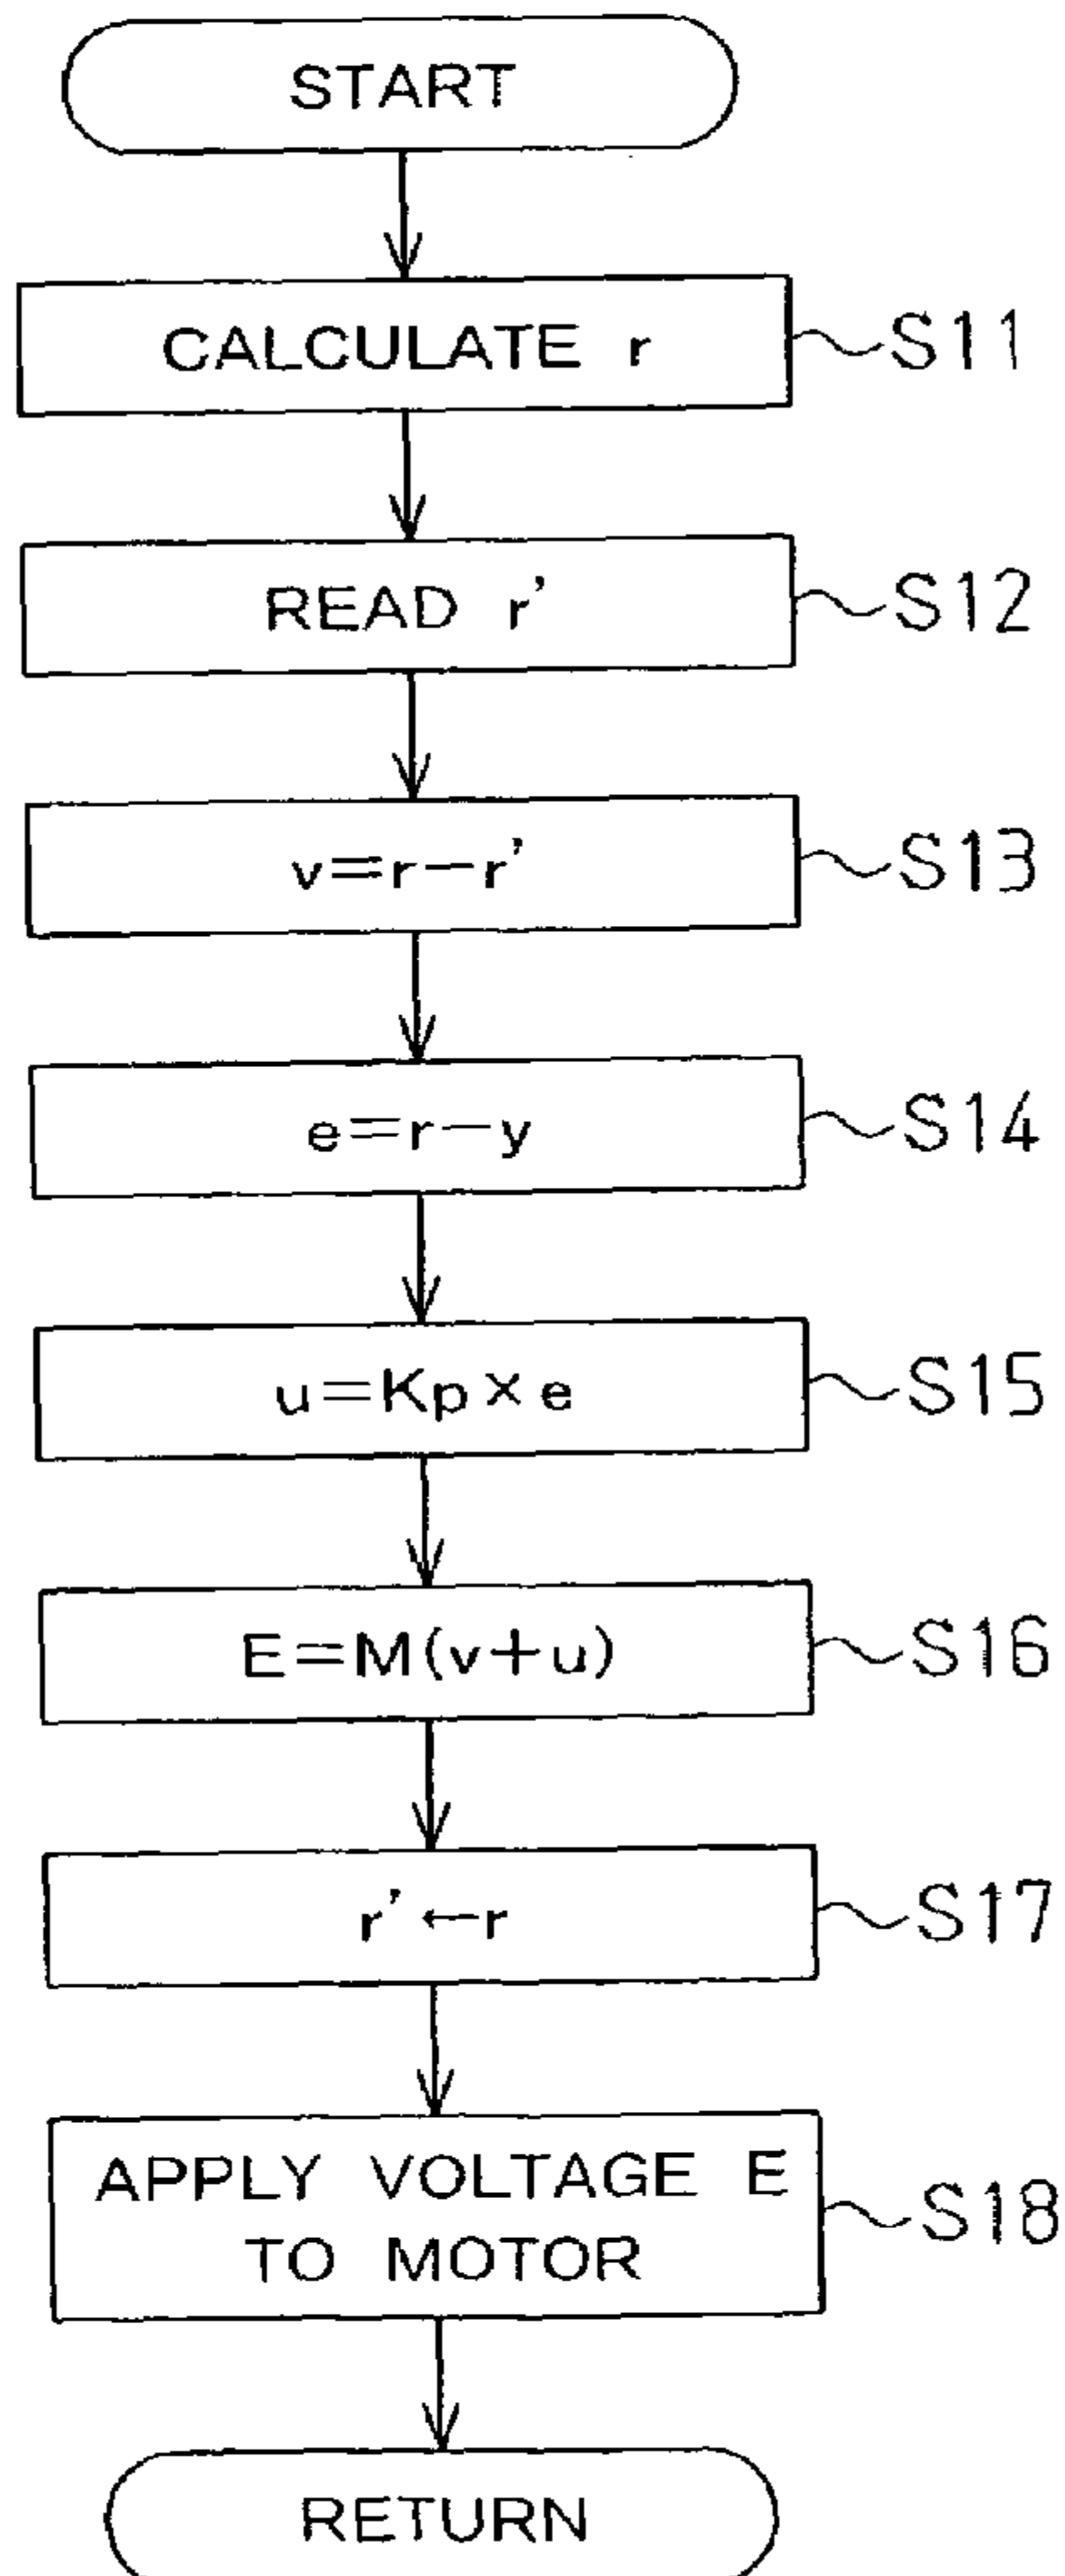 START
CALCULATE r
S11
READ r'
S12
v=r-r'
S13
e=r-y
S14
u=Kp×e
S15
E=M(v+u)
S16
r'←r
S17
APPLY VOLTAGE E
TO MOTOR
S18
RETURN